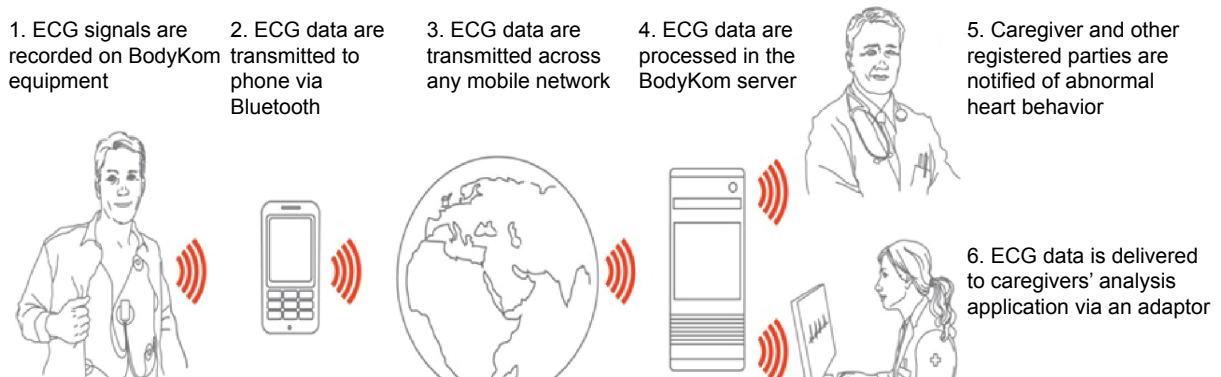 1. ECG signals are
recorded on BodyKom
equipment
2. ECG data are
transmitted to
phone via
Bluetooth
3. ECG data are
transmitted across
any mobile network
4. ECG data are
processed in the
BodyKom server
5. Caregiver and other
registered parties are
notified of abnormal
heart behavior
6. ECG data is delivered
to caregivers’ analysis
application via an adaptor